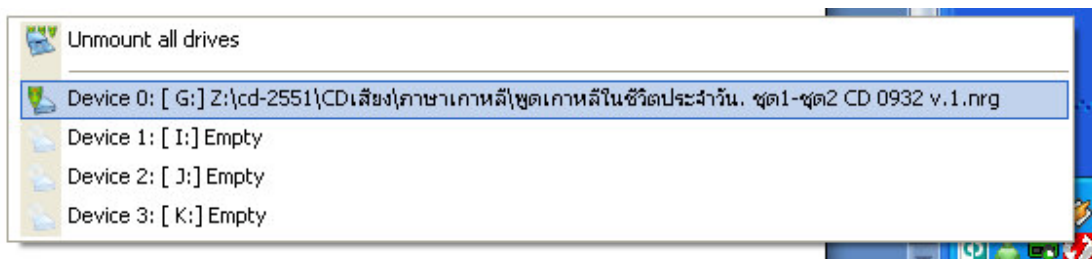 Unmount all drives
Device 0: [ G:] Z:\cd-2551\CDเสียง\ภาษาเกาหลี\พูดเกาหลีในชีวิตประจำวัน. ชุด1-ชุด2 CD 0932 v.1.nrg
Device 1: [ I:] Empty
Device 2: [ J:] Empty
Device 3: [ K:] Empty